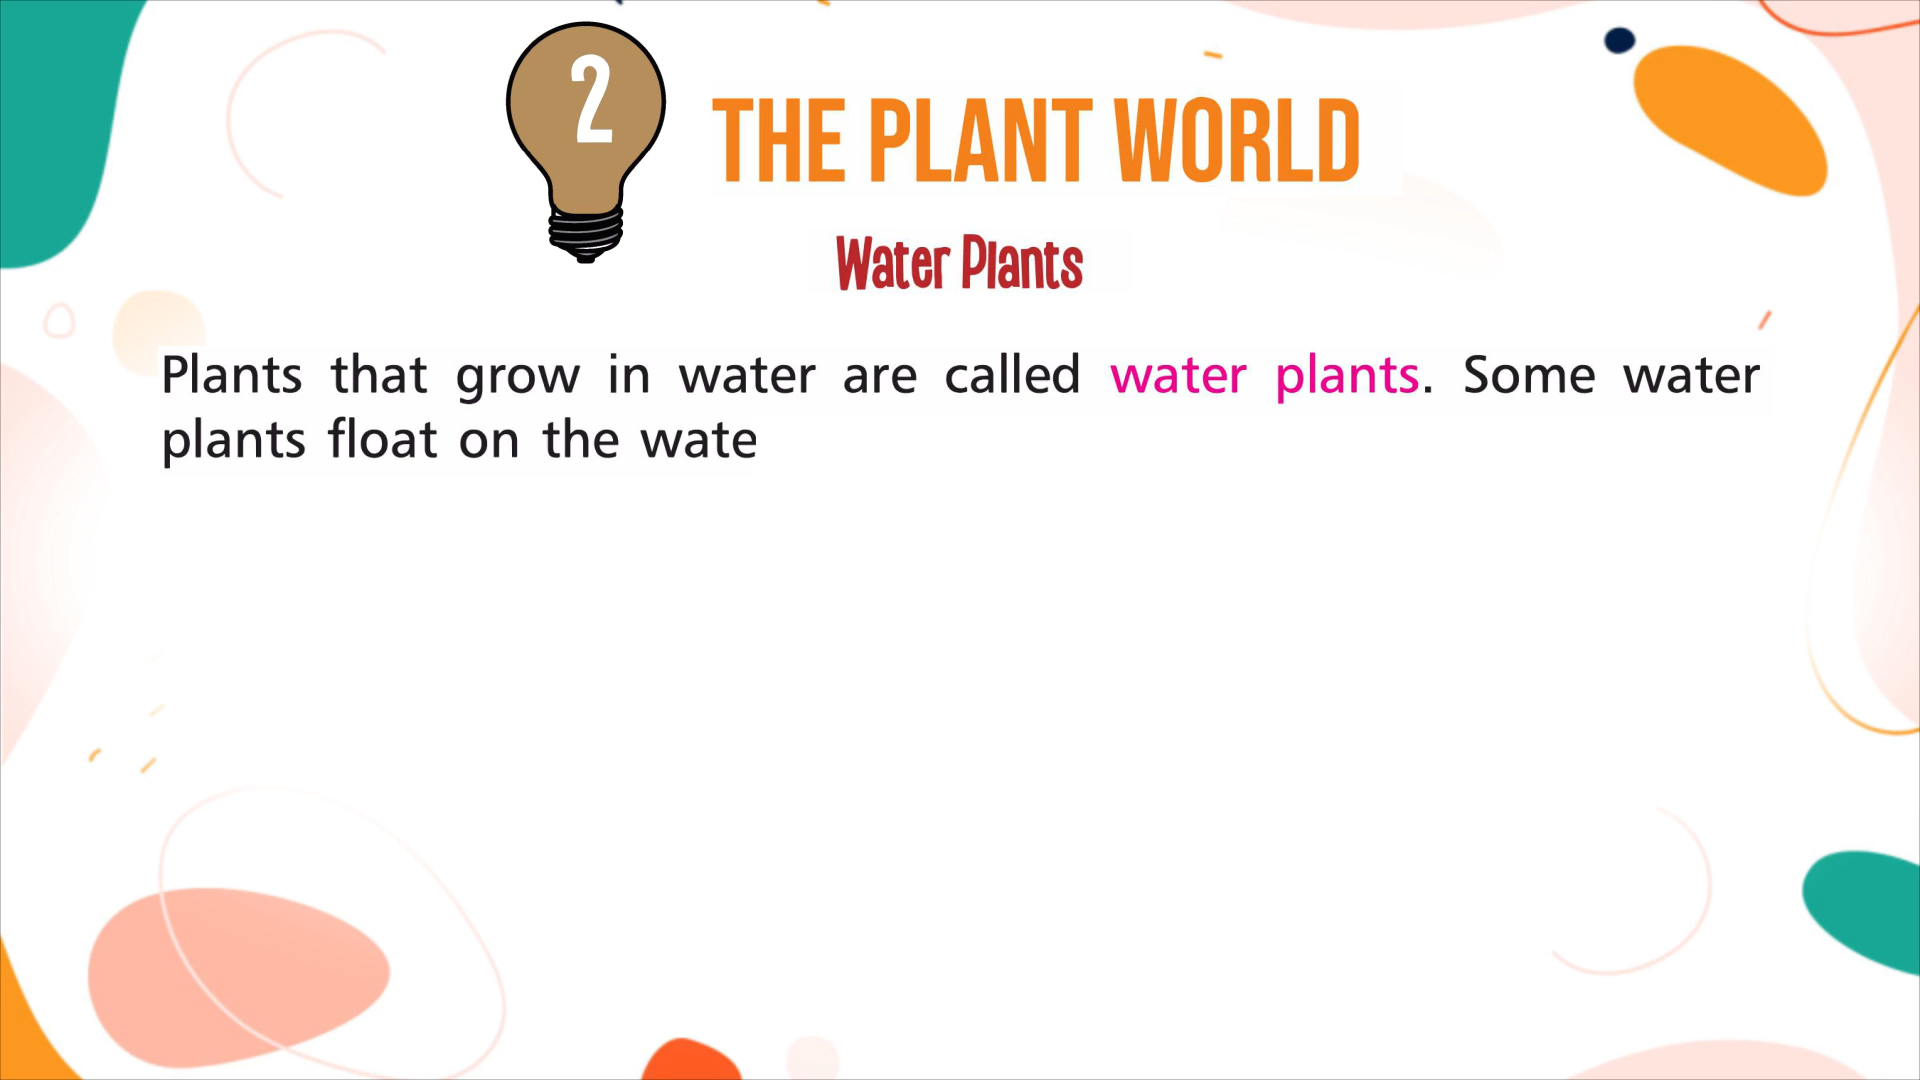 2
THE PLANT WORLD
Water Plants
Plants that grow in water are called water plants. Some water
plants float on the wate